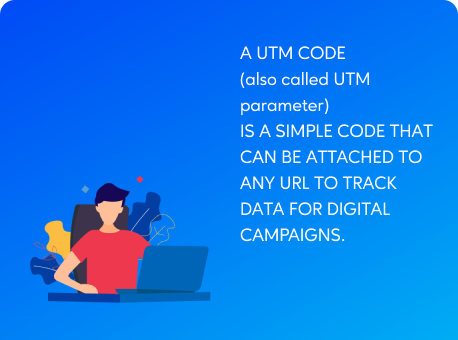 A UTM CODE
(also called UTM
parameter)
IS A SIMPLE CODE THAT
CAN BE ATTACHED TO
ANY URL TO TRACK
DATA FOR DIGITAL
CAMPAIGNS.